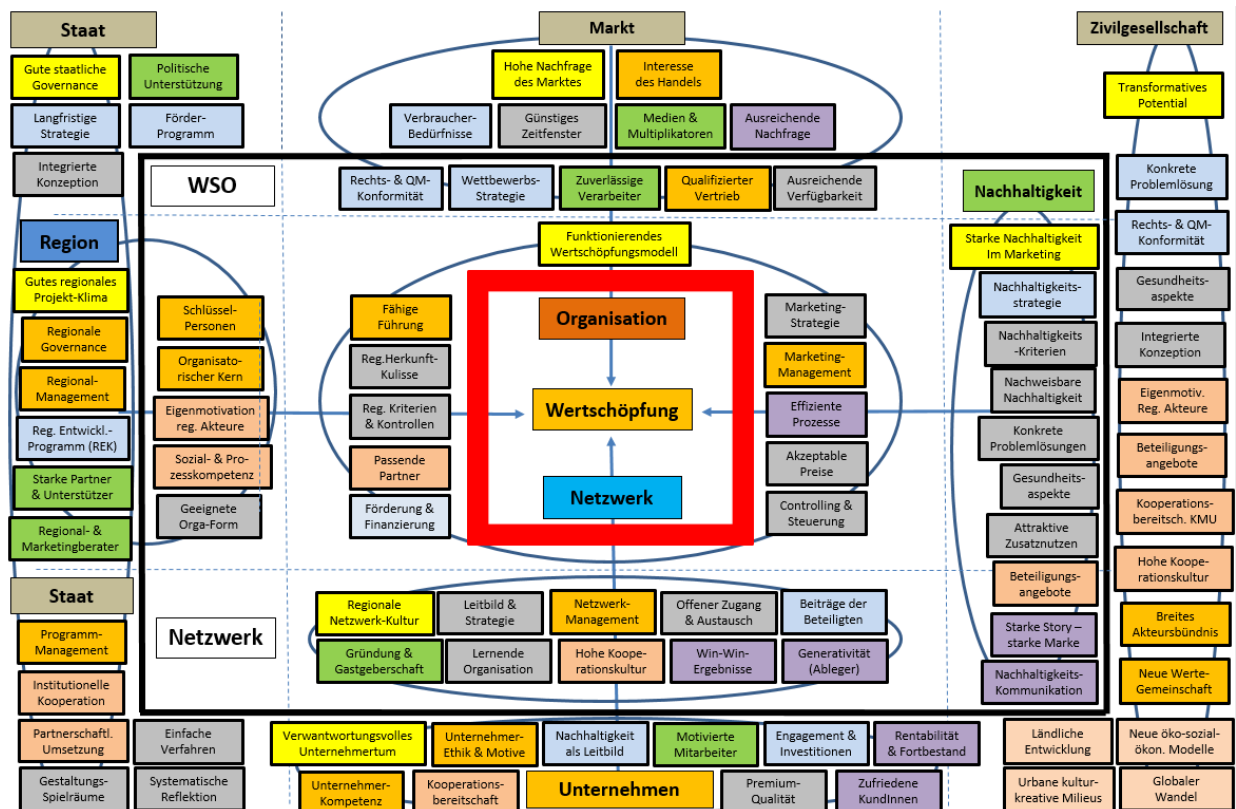 Staat
Gute staatliche
Governance
Politische
Unterstützung
Langfristige
Strategie
Förder-
Programm
Integrierte
Konzeption
Markt
Hohe Nachfrage
des Marktes
Interesse
des Handels
Verbraucher-
Bedürfnisse
Günstiges
Zeitfenster
Medien &
Multiplikatoren
Ausreichende
Nachfrage
Zivilgesellschaft
Transformatives
Potential
WSO
Rechts- & QM-
Konformität
Wettbewerbs-
Strategie
Zuverlässige
Verarbeiter
Qualifizierter
Vertrieb
Ausreichende
Verfügbarkeit
Region
Gutes regionales
Projekt-Klima
Regionale
Governance
Regional-
Management
Reg. Entwickl.-
Programm (REK)
Starke Partner
& Unterstützer
Regional- &
Marketingberater
Schlüssel-
Personen
Organisato-
rischer Kern
Eigenmotivation
reg. Akteure
Sozial- & Pro-
zesskompetenz
Geeignete
Orga-Form
Funktionierendes
Wertschöpfungsmodell
Fähige
Führung
Reg.Herkunft-
Kulisse
Reg. Kriterien
& Kontrollen
Passende
Partner
Förderung &
Finanzierung
Organisation
Wertschöpfung
Netzwerk
Marketing-
Strategie
Marketing-
Management
Effiziente
Prozesse
Akzeptable
Preise
Controlling &
Steuerung
Nachhaltigkeit
Starke Nachhaltigkeit
Im Marketing
Nachhaltigkeits-
strategie
Nachhaltigkeits
-Kriterien
Nachweisbare
Nachhaltigkeit
Konkrete
Problemlösungen
Gesundheits-
aspekte
Attraktive
Zusatznutzen
Beteiligungs-
angebote
Starke Story –
starke Marke
Nachhaltigkeits-
Kommunikation
Konkrete
Problemlösung
Rechts- & QM-
Konformität
Gesundheits-
aspekte
Integrierte
Konzeption
Eigenmotiv.
Reg. Akteure
Beteiligungs-
angebote
Kooperations-
bereitsch. KMU
Hohe Koope-
rationskultur
Breites
Akteursbündnis
Neue Werte-
Gemeinschaft
Staat
Programm-
Management
Institutionelle
Kooperation
Partnerschaftl.
Umsetzung
Einfache
Verfahren
Gestaltungs-
Spielräume
Systematische
Reflektion
Netzwerk
Regionale
Netzwerk-Kultur
Leitbild &
Strategie
Netzwerk-
Management
Offener Zugang
& Austausch
Beiträge der
Beteiligten
Gründung &
Gastgeberschaft
Lernende
Organisation
Hohe Koope-
rationskultur
Win-Win-
Ergebnisse
Generativität
(Ableger)
Verwantwortungsvolles
Unternehmertum
Unternehmer-
Ethik & Motive
Nachhaltigkeit
als Leitbild
Motivierte
Mitarbeiter
Engagement &
Investitionen
Rentabilität
& Fortbestand
Unternehmer-
Kompetenz
Kooperations-
bereitschaft
Unternehmen
Premium-
Qualität
Zufriedene
KundInnen
Ländliche
Entwicklung
Neue öko-sozial-
ökon. Modelle
Urbane kultur-
kreative Milieus
Globaler
Wandel